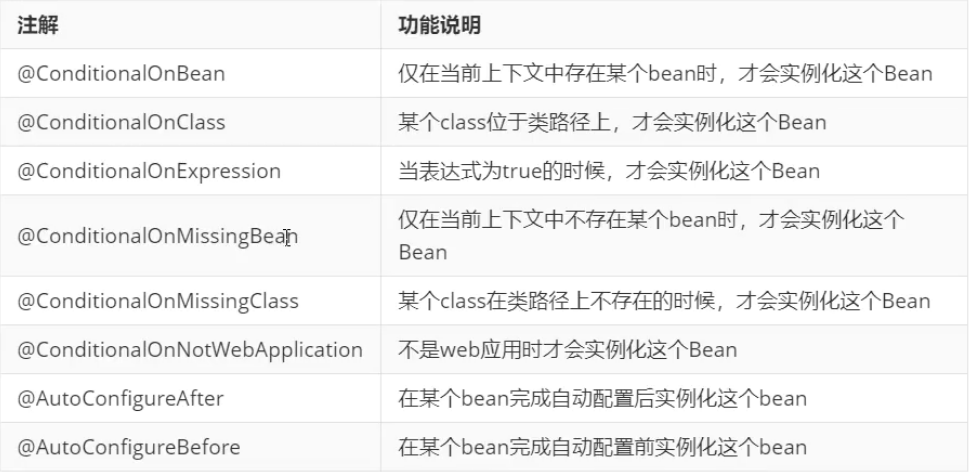 注解 功能说明
@ConditionalOnBean 仅在当前上下文中存在某个bean时，才会实例化这个Bean
@ConditionalOnClass 某个class位于类路径上，才会实例化这个Bean
@ConditionalOnExpression 当表达式为true的时候，才会实例化这个Bean
@ConditionalOnMissingBean 仅在当前上下文中不存在某个bean时，才会实例化这个
Bean
@ConditionalOnMissingClass 某个class在类路径上不存在的时候，才会实例化这个Bean
@ConditionalOnNotWebApplication 不是web应用时才会实例化这个Bean
@AutoConfigureAfter 在某个bean完成自动配置后实例化这个bean
@AutoConfigureBefore 在某个bean完成自动配置前实例化这个bean